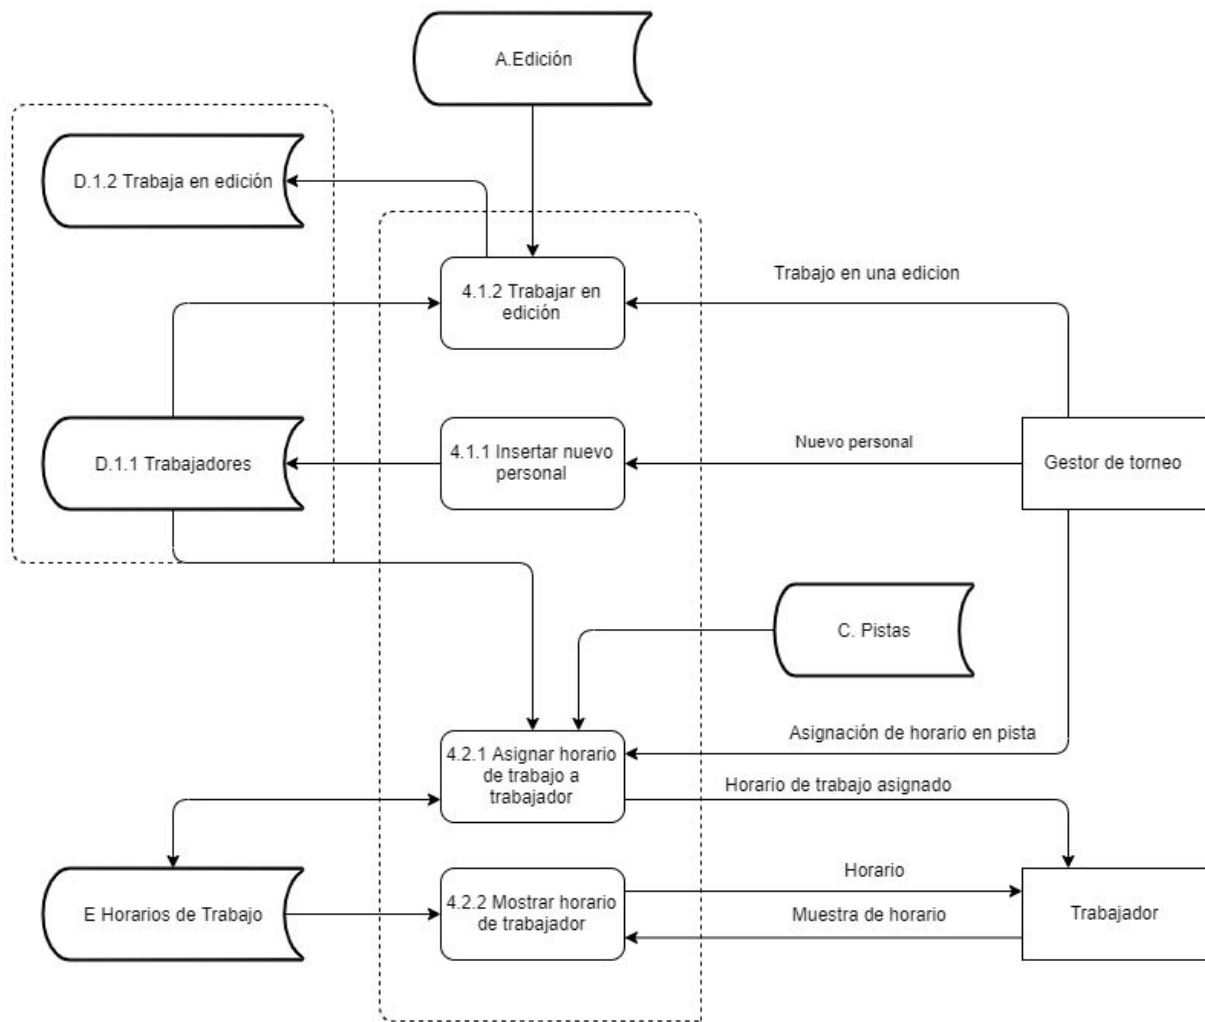 A.Edición
D.1.2 Trabaja en edición
4.1.2 Trabajar en
edición
Trabajo en una edicion
D.1.1 Trabajadores
4.1.1 Insertar nuevo
personal
Nuevo personal
Gestor de torneo
C. Pistas
4.2.1 Asignar horario
de trabajo a
trabajador
Asignación de horario en pista
Horario de trabajo asignado
E Horarios de Trabajo
4.2.2 Mostrar horario
de trabajador
Horario
Muestra de horario
Trabajador